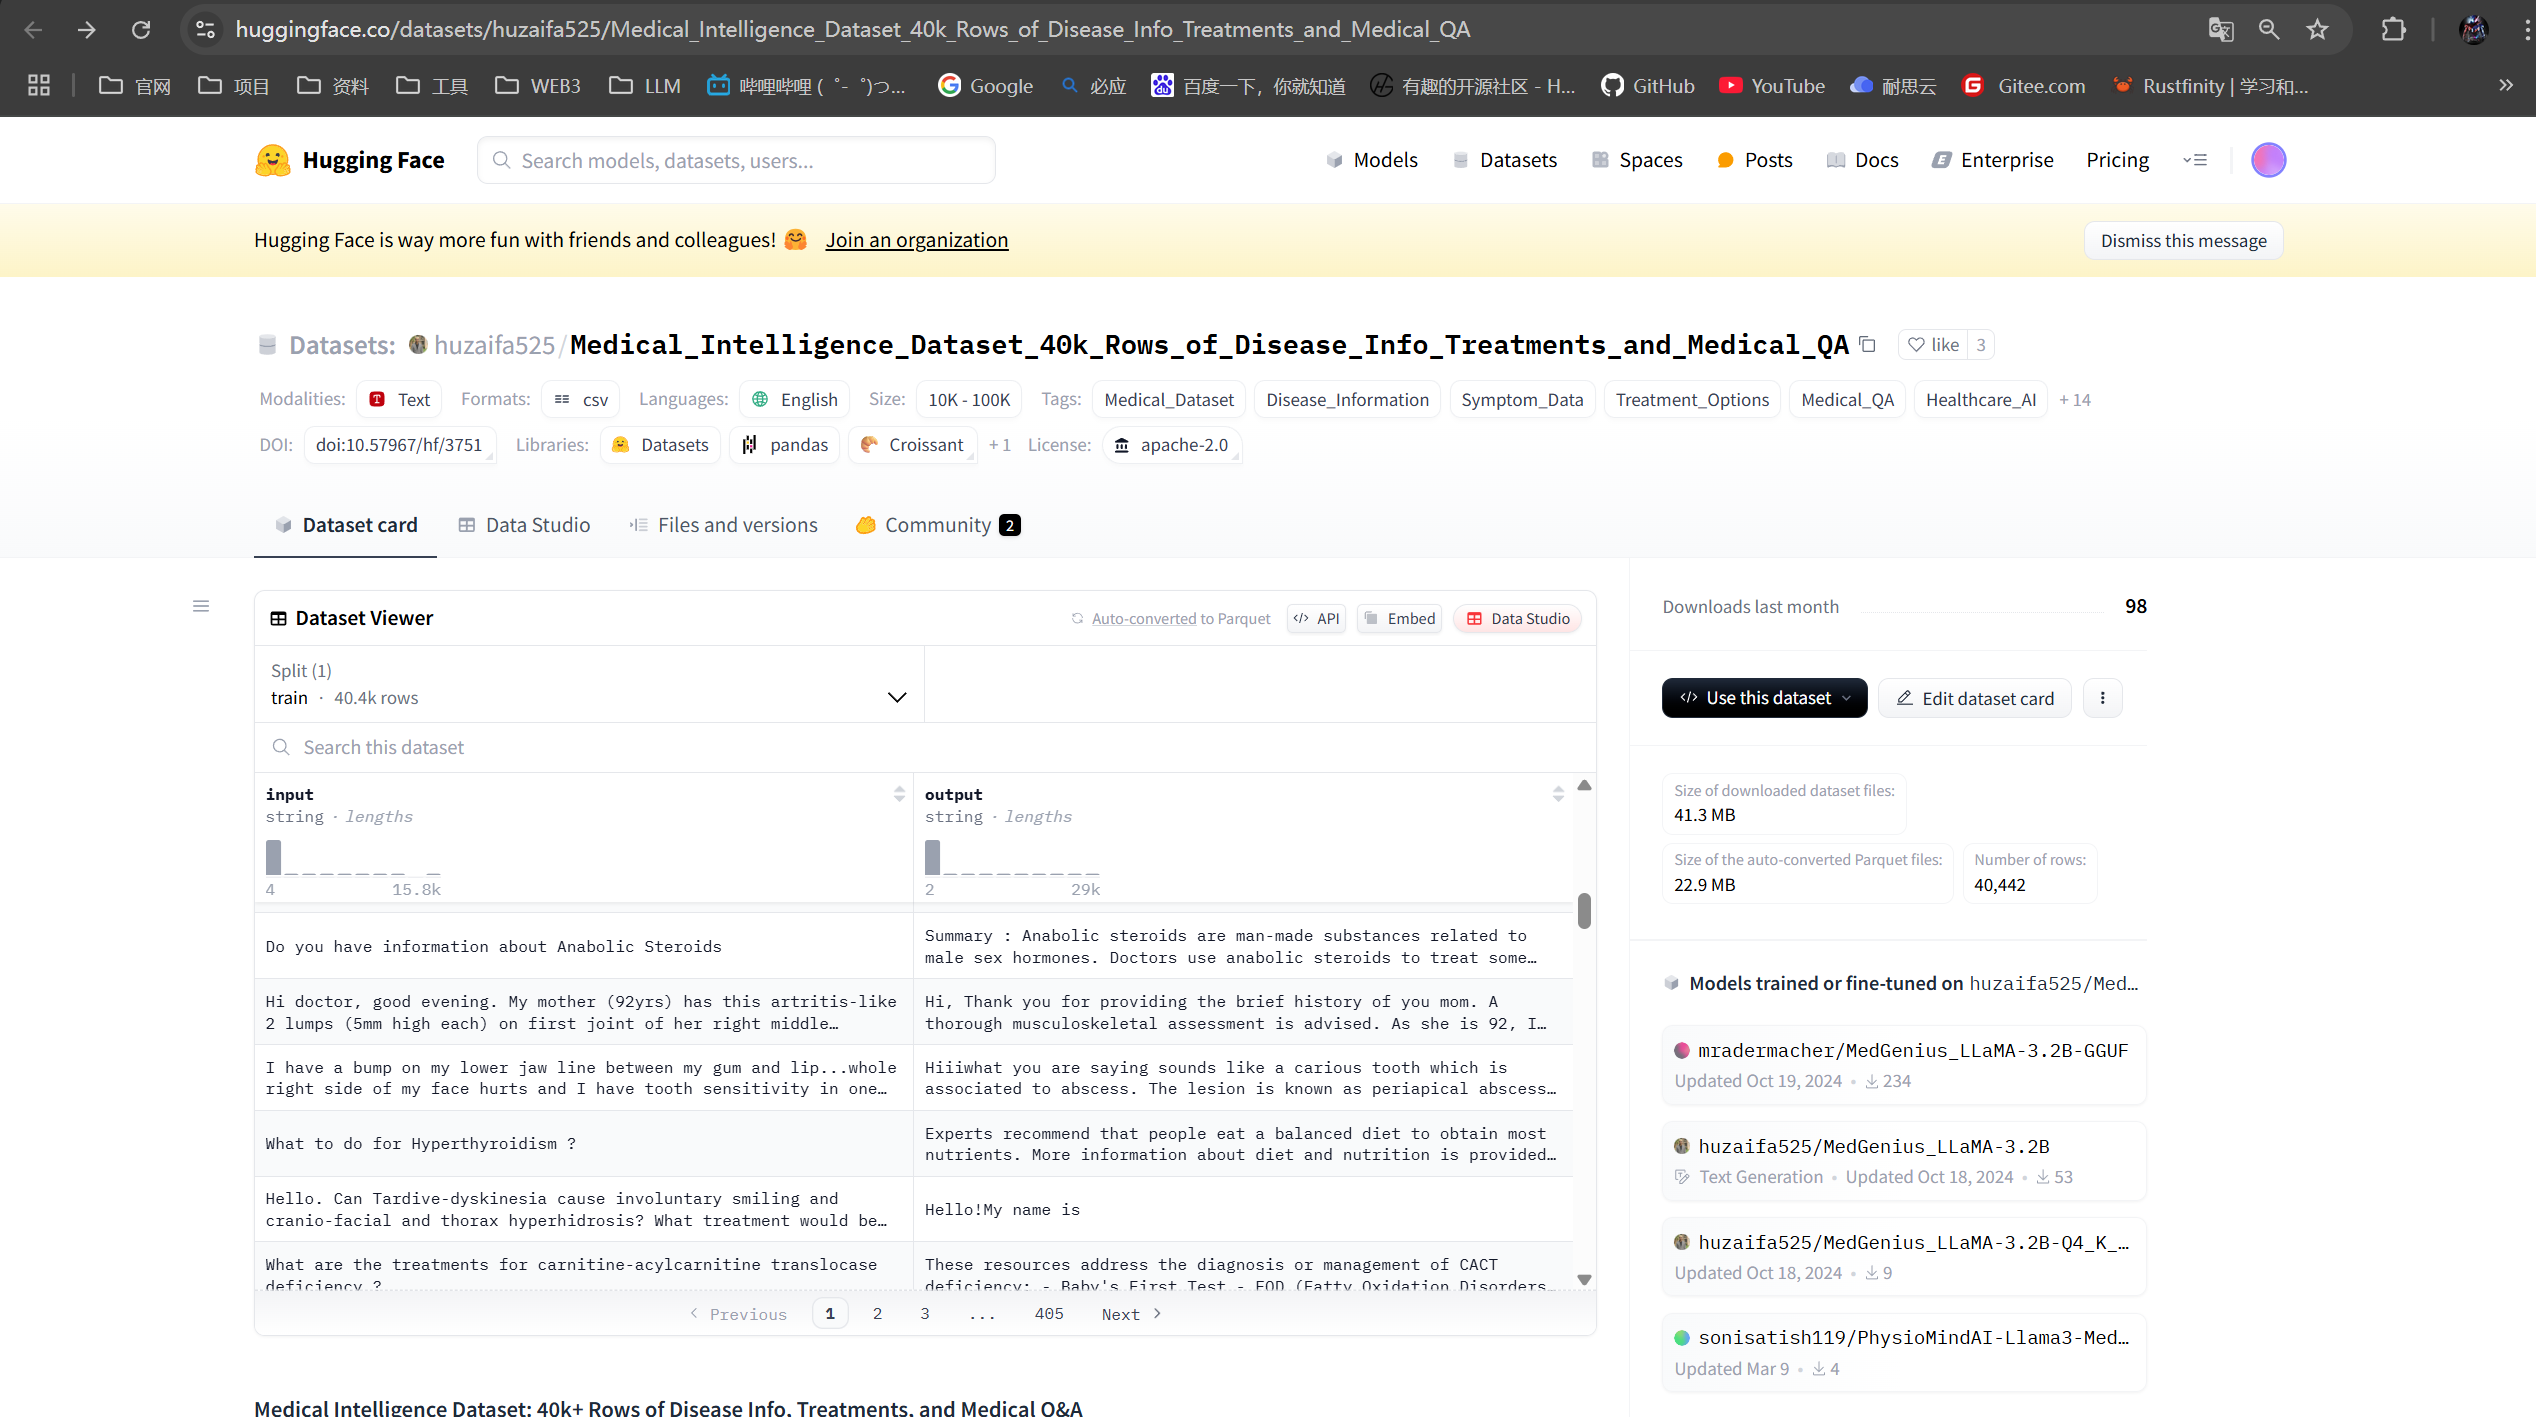 huggingface.co/datasets/huzaifa525/Medical_Intelligence_Dataset_40k_Rows_of_Disease_Info_Treatments_and_Medical_QA
官网 项目 资料 工具 WEB3 LLM 哔哩哔哩 ( ゜- ゜)つ... Google 必应 百度一下，你就知道 有趣的开源社区 - H... GitHub YouTube 耐思云 Gitee.com Rustfinity | 学习和...
Hugging Face Search models, datasets, users... Models Datasets Spaces Posts Docs Enterprise Pricing
Hugging Face is way more fun with friends and colleagues! 🤗 Join an organization Dismiss this message
Datasets: huzaifa525/Medical_Intelligence_Dataset_40k_Rows_of_Disease_Info_Treatments_and_Medical_QA like 3
Modalities: Text Formats: csv Languages: English Size: 10K - 100K Tags: Medical_Dataset Disease_Information Symptom_Data Treatment_Options Medical_QA Healthcare_AI + 14
DOI: doi:10.57967/hf/3751 Libraries: Datasets pandas Croissant + 1 License: apache-2.0
Dataset card Data Studio Files and versions Community 2
Dataset Viewer Auto-converted to Parquet API Embed Data Studio
Split (1)
train · 40.4k rows
Search this dataset
input output
string · lengths string · lengths
4 15.8k 2 29k
Do you have information about Anabolic Steroids
Summary : Anabolic steroids are man-made substances related to
male sex hormones. Doctors use anabolic steroids to treat some…
Hi doctor, good evening. My mother (92yrs) has this artritis-like
2 lumps (5mm high each) on first joint of her right middle…
Hi, Thank you for providing the brief history of you mom. A
thorough musculoskeletal assessment is advised. As she is 92, I…
I have a bump on my lower jaw line between my gum and lip...whole
right side of my face hurts and I have tooth sensitivity in one…
Hiiiwhat you are saying sounds like a carious tooth which is
associated to abscess. The lesion is known as periapical abscess…
What to do for Hyperthyroidism ?
Experts recommend that people eat a balanced diet to obtain most
nutrients. More information about diet and nutrition is provided…
Hello. Can Tardive-dyskinesia cause involuntary smiling and
cranio-facial and thorax hyperhidrosis? What treatment would be…
Hello!My name is
What are the treatments for carnitine-acylcarnitine translocase
deficiency ?
These resources address the diagnosis or management of CACT
deficiency: - Baby's First Test - FOD (Fatty Oxidation Disorders…
Previous 1 2 3 ... 405 Next
Medical Intelligence Dataset: 40k+ Rows of Disease Info, Treatments, and Medical Q&A
Downloads last month 98
Use this dataset Edit dataset card
Size of downloaded dataset files:
41.3 MB
Size of the auto-converted Parquet files: Number of rows:
22.9 MB 40,442
Models trained or fine-tuned on huzaifa525/Med…
mradermacher/MedGenius_LLaMA-3.2B-GGUF
Updated Oct 19, 2024 • 234
huzaifa525/MedGenius_LLaMA-3.2B
Text Generation • Updated Oct 18, 2024 • 53
huzaifa525/MedGenius_LLaMA-3.2B-Q4_K_…
Updated Oct 18, 2024 • 9
sonisatish119/PhysioMindAI-Llama3-Med…
Updated Mar 9 • 4